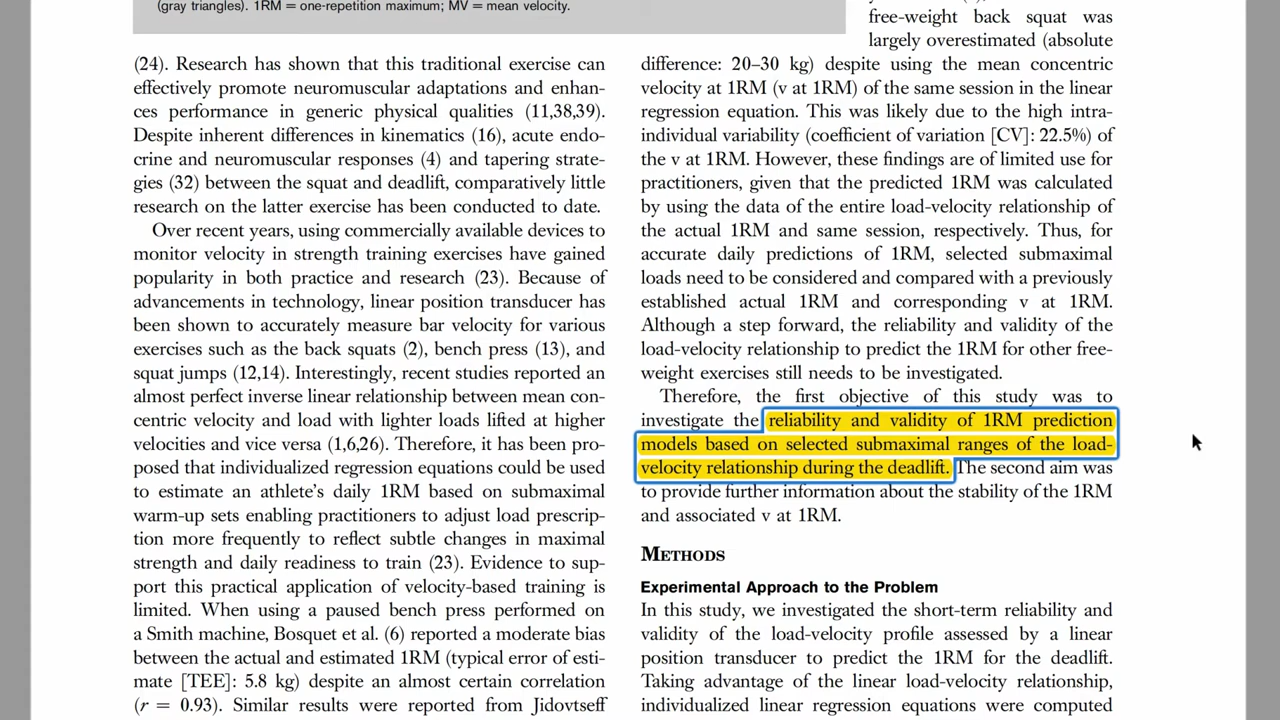 (gray triangles). 1RM = one-repetition maximum; MV = mean velocity.
(24). Research has shown that this traditional exercise can
effectively promote neuromuscular adaptations and enhan-
ces performance in generic physical qualities (11,38,39).
Despite inherent differences in kinematics (16), acute endo-
crine and neuromuscular responses (4) and tapering strate-
gies (32) between the squat and deadlift, comparatively little
research on the latter exercise has been conducted to date.
Over recent years, using commercially available devices to
monitor velocity in strength training exercises have gained
popularity in both practice and research (23). Because of
advancements in technology, linear position transducer has
been shown to accurately measure bar velocity for various
exercises such as the back squats (2), bench press (13), and
squat jumps (12,14). Interestingly, recent studies reported an
almost perfect inverse linear relationship between mean con-
centric velocity and load with lighter loads lifted at higher
velocities and vice versa (1,6,26). Therefore, it has been pro-
posed that individualized regression equations could be used
to estimate an athlete's daily 1RM based on submaximal
warm-up sets enabling practitioners to adjust load prescrip-
tion more frequently to reflect subtle changes in maximal
strength and daily readiness to train (23). Evidence to sup-
port this practical application of velocity-based training is
limited. When using a paused bench press performed on
a Smith machine, Bosquet et al. (6) reported a moderate bias
between the actual and estimated 1RM (typical error of esti-
mate [TEE]: 5.8 kg) despite an almost certain correlation
(r = 0.93). Similar results were reported from Jidovtseff
free-weight back squat was
largely overestimated (absolute
difference: 20–30 kg) despite using the mean concentric
velocity at 1RM (v at 1RM) of the same session in the linear
regression equation. This was likely due to the high intra-
individual variability (coefficient of variation [CV]: 22.5%) of
the v at 1RM. However, these findings are of limited use for
practitioners, given that the predicted 1RM was calculated
by using the data of the entire load-velocity relationship of
the actual 1RM and same session, respectively. Thus, for
accurate daily predictions of 1RM, selected submaximal
loads need to be considered and compared with a previously
established actual 1RM and corresponding v at 1RM.
Although a step forward, the reliability and validity of the
load-velocity relationship to predict the 1RM for other free-
weight exercises still needs to be investigated.
Therefore, the first objective of this study was to
investigate the reliability and validity of 1RM prediction
models based on selected submaximal ranges of the load-
velocity relationship during the deadlift. The second aim was
to provide further information about the stability of the 1RM
and associated v at 1RM.
METHODS
Experimental Approach to the Problem
In this study, we investigated the short-term reliability and
validity of the load-velocity profile assessed by a linear
position transducer to predict the 1RM for the deadlift.
Taking advantage of the linear load-velocity relationship,
individualized linear regression equations were computed